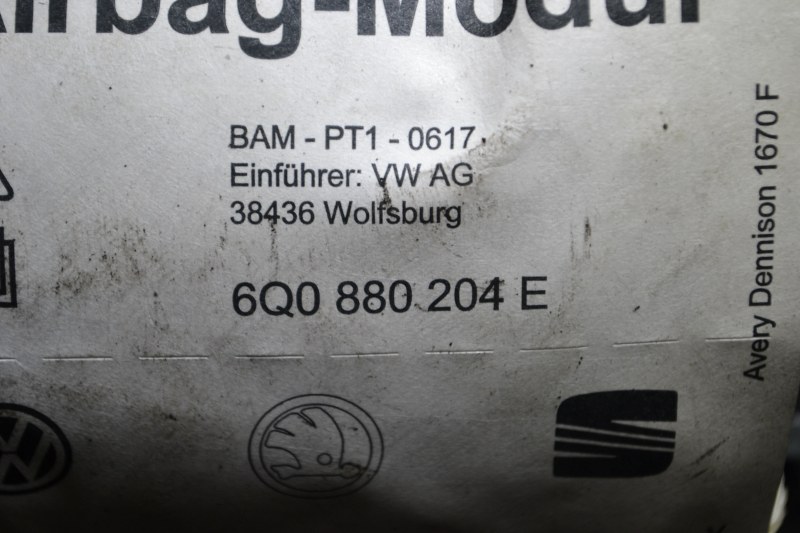 Airbag-Modul
BAM - PT1 - 0617
Einführer: VW AG
38436 Wolfsburg
6Q0 880 204 E
Avery Dennison 1670 F